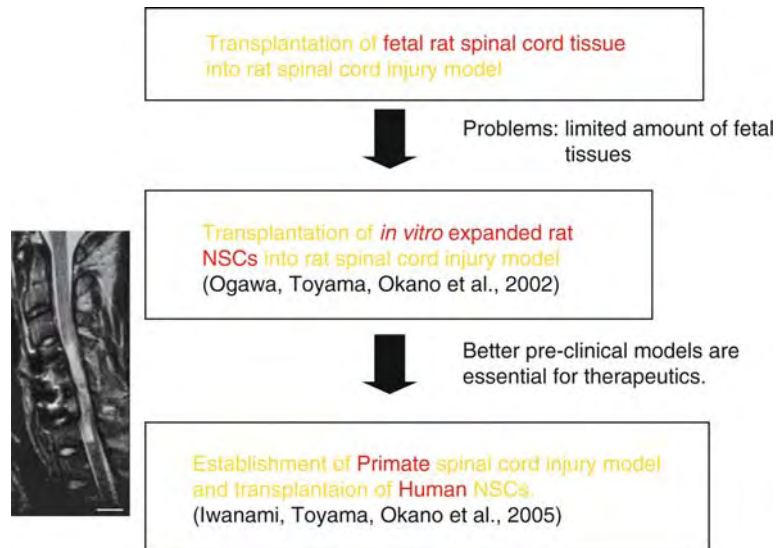 Transplantation of fetal rat spinal cord tissue
into rat spinal cord injury model
Problems: limited amount of fetal
tissues
Transplantation of in vitro expanded rat
NSCs into rat spinal cord injury model
(Ogawa, Toyama, Okano et al., 2002)
Better pre-clinical models are
essential for therapeutics.
Establishment of Primate spinal cord injury model
and transplantaion of Human NSCs.
(Iwanami, Toyama, Okano et al., 2005)